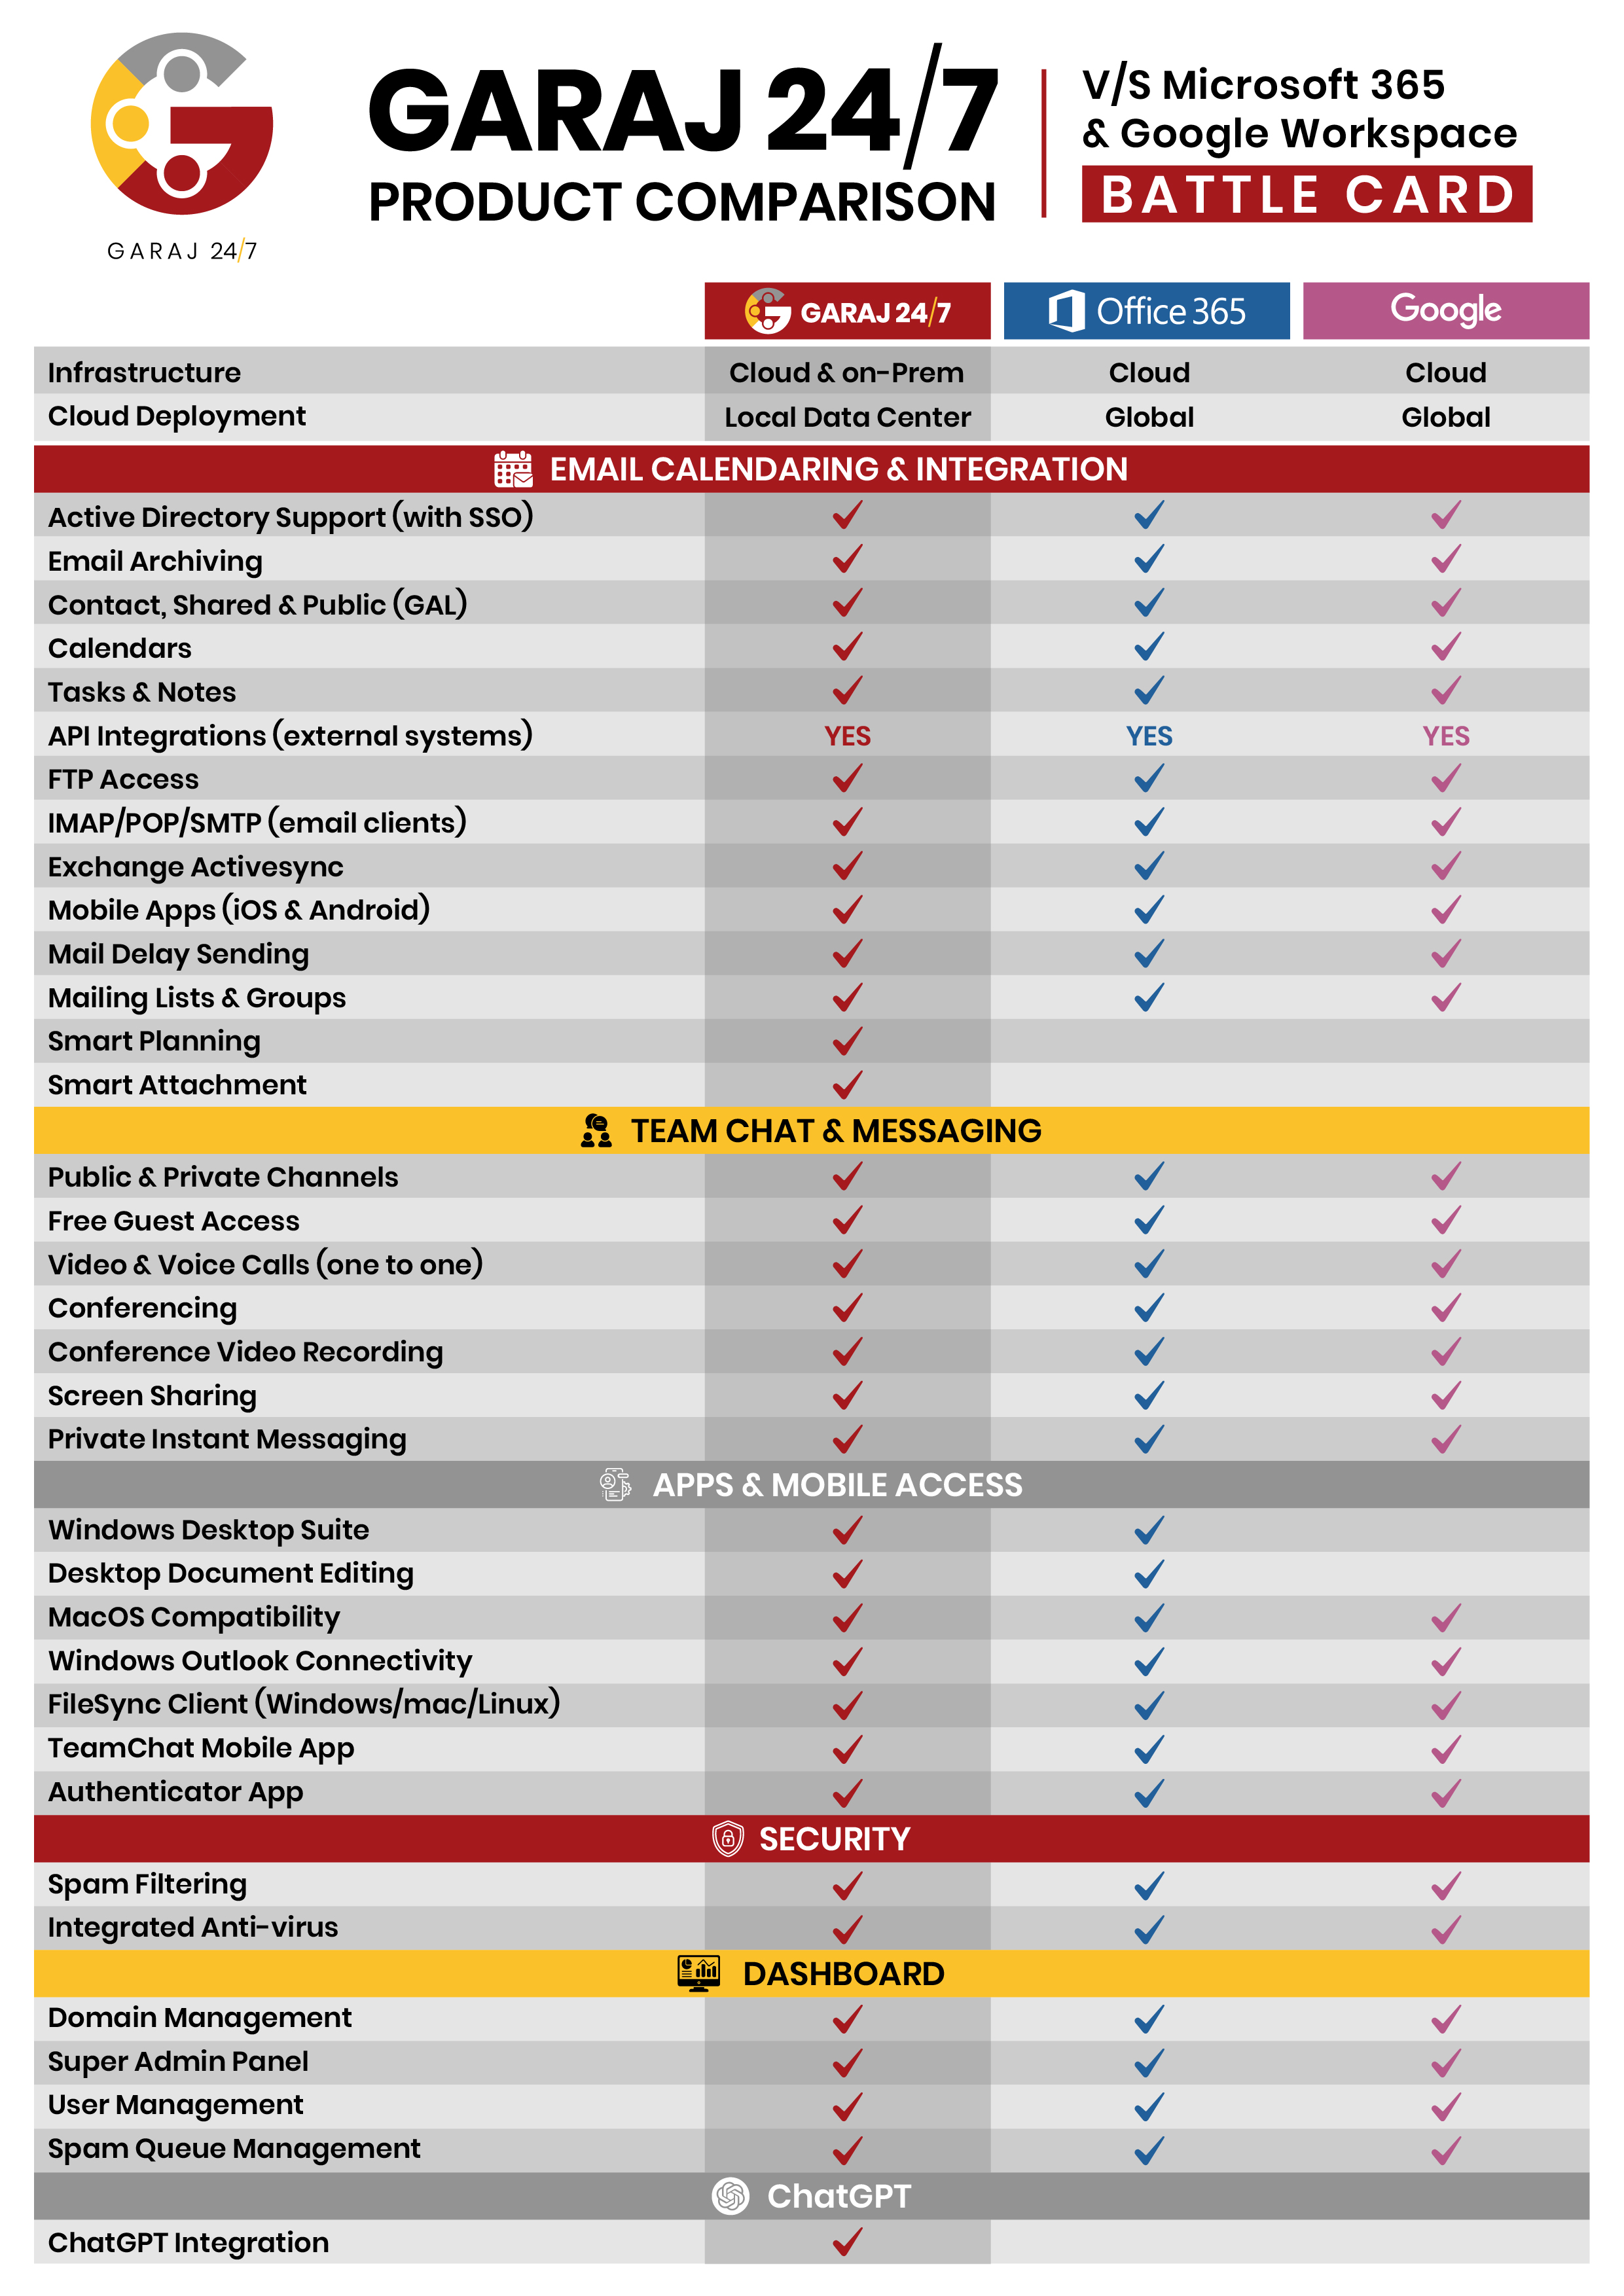 GARAJ 24/7
GARAJ 24/7
PRODUCT COMPARISON
V/S Microsoft 365
& Google Workspace
BATTLE CARD
GARAJ 24/7 Office 365 Google
Infrastructure Cloud & on-Prem Cloud Cloud
Cloud Deployment Local Data Center Global Global
EMAIL CALENDARING & INTEGRATION
Active Directory Support (with SSO)
Email Archiving
Contact, Shared & Public (GAL)
Calendars
Tasks & Notes
API Integrations (external systems) YES YES YES
FTP Access
IMAP/POP/SMTP (email clients)
Exchange Activesync
Mobile Apps (iOS & Android)
Mail Delay Sending
Mailing Lists & Groups
Smart Planning
Smart Attachment
TEAM CHAT & MESSAGING
Public & Private Channels
Free Guest Access
Video & Voice Calls (one to one)
Conferencing
Conference Video Recording
Screen Sharing
Private Instant Messaging
APPS & MOBILE ACCESS
Windows Desktop Suite
Desktop Document Editing
MacOS Compatibility
Windows Outlook Connectivity
FileSync Client (Windows/mac/Linux)
TeamChat Mobile App
Authenticator App
SECURITY
Spam Filtering
Integrated Anti-virus
DASHBOARD
Domain Management
Super Admin Panel
User Management
Spam Queue Management
ChatGPT
ChatGPT Integration